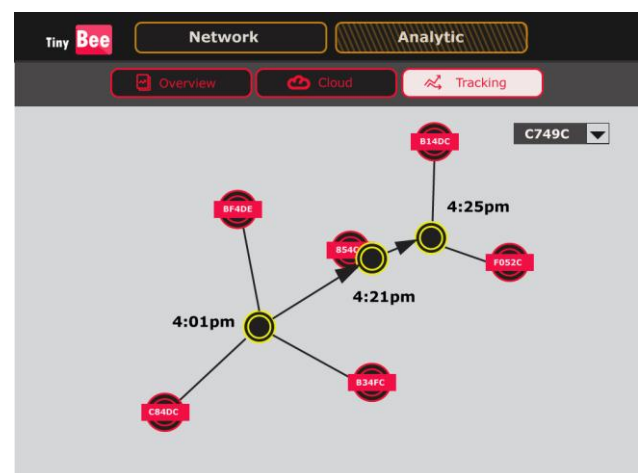 Tiny Bee
Network
Analytic
Overview
Cloud
Tracking
C749C
B14DC
BF4DE
4:25pm
F052C
4:21pm
4:01pm
B34FC
C84DC